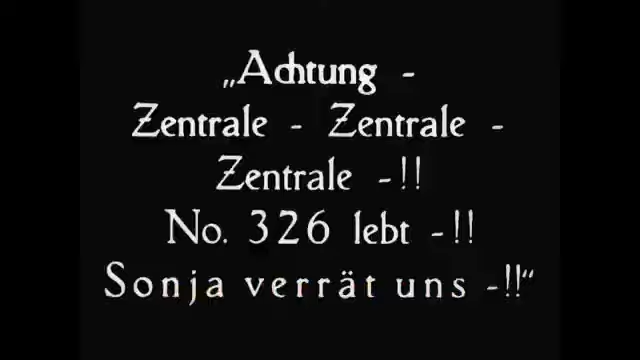 „Achtung -
Zentrale - Zentrale -
Zentrale -!!
No. 326 lebt -!!
Sonja verrät uns -!!“